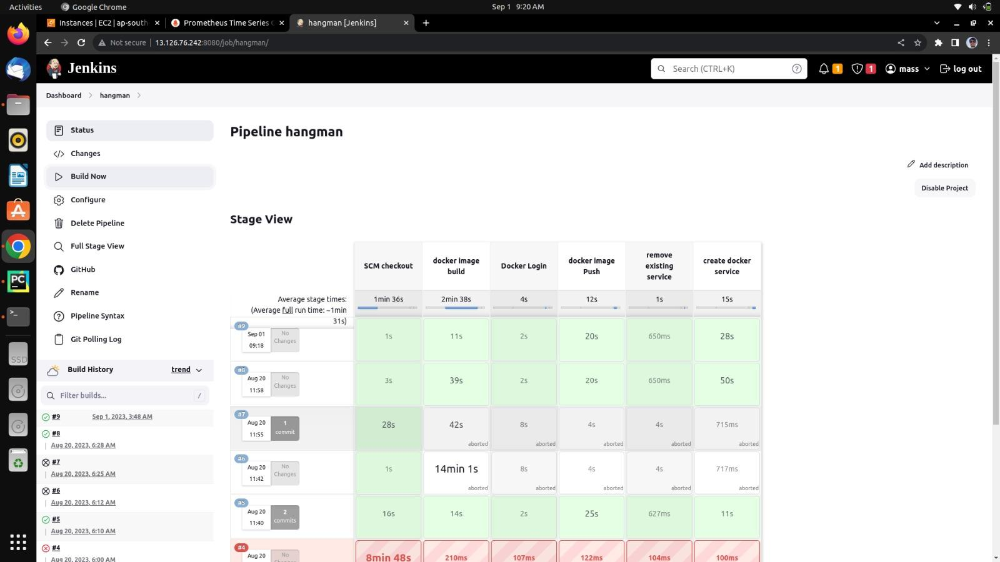 Activities
Google Chrome
Sep 1 9:20 AM
Instances | EC2 | ap-south
Prometheus Time Series C
hangman [Jenkins]
Not secure
13.126.76.242:8080/job/hangman/
Jenkins
Search (CTRL+K)
1
1
mass
log out
Dashboard
hangman
Status
Changes
Build Now
Configure
Delete Pipeline
Full Stage View
GitHub
Rename
Pipeline Syntax
Git Polling Log
Build History
trend
Filter builds...
/
#9 Sep 1, 2023, 3:48 AM
#8
Aug 20, 2023, 6:28 AM
#7
Aug 20, 2023, 6:25 AM
#6
Aug 20, 2023, 6:12 AM
#5
Aug 20, 2023, 6:10 AM
#4
Aug 20, 2023, 6:00 AM
PC
SSD
Pipeline hangman
Add description
Disable Project
Stage View
SCM checkout
docker image
build
Docker Login
docker image
Push
remove
existing
service
create docker
service
Average stage times:
(Average full run time: ~1min
31s)
1min 36s 2min 38s 4s 12s 1s 15s
#9
Sep 01
09:18
No
Changes
1s 11s 2s 20s 650ms 28s
#8
Aug 20
11:58
No
Changes
3s 39s 2s 20s 650ms 50s
#7
Aug 20
11:55
1
commit
28s 42s 8s 4s 4s 715ms
aborted aborted aborted aborted aborted
#6
Aug 20
11:42
No
Changes
1s 14min 1s 8s 4s 4s 717ms
aborted aborted aborted aborted aborted
#5
Aug 20
11:40
2
commits
16s 14s 2s 25s 627ms 11s
#4
Aug 20
No
Changes
8min 48s 210ms 107ms 122ms 104ms 100ms